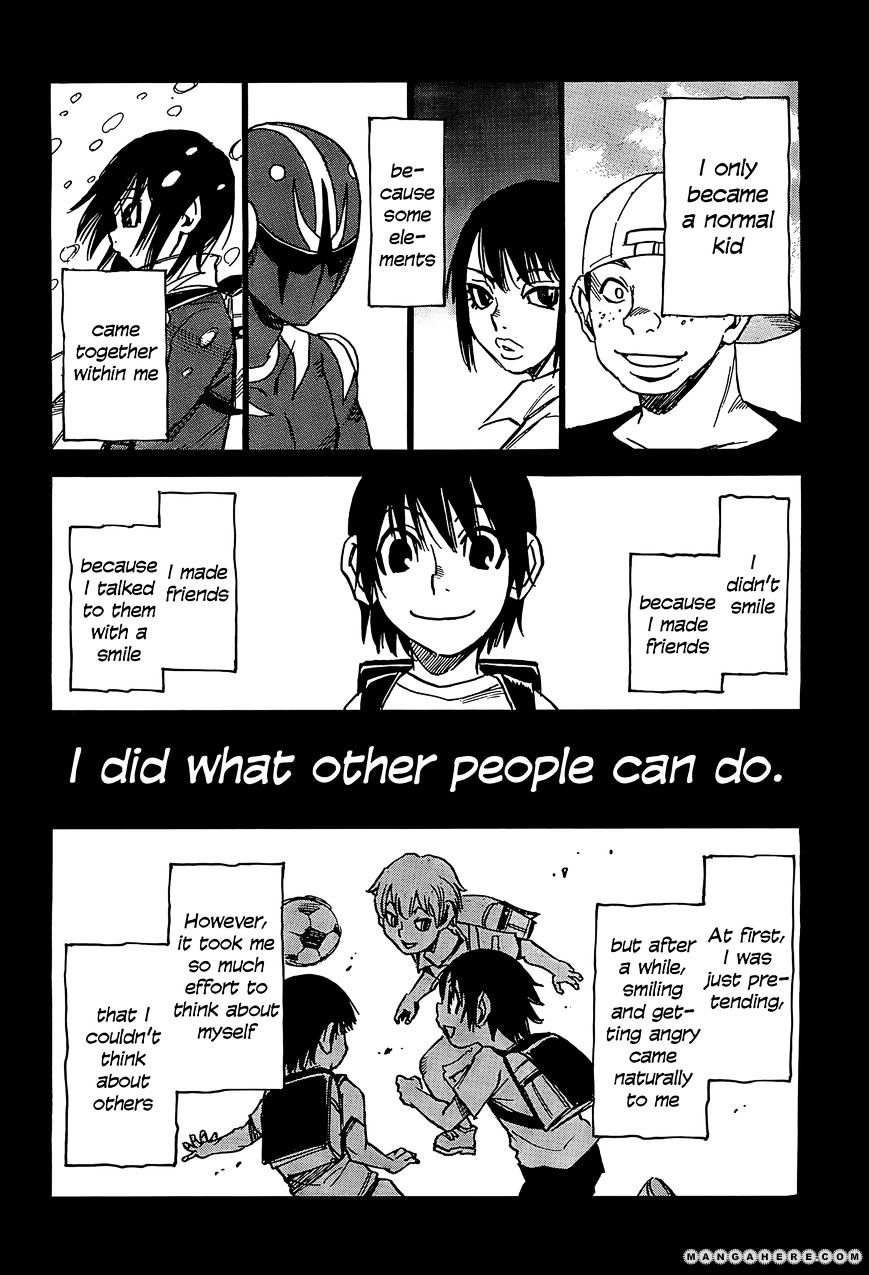 I only
became
a normal
kid
be-
cause
some
ele-
ments
came
together
within me
I
didn't
smile
because
I made
friends
I made
friends
because
I talked
to them
with a
smile
I did what other people can do.
At first,
I was
just pre-
tending,
but after
a while,
smiling
and get-
ting angry
came
naturally
to me
However,
it took me
so much
effort to
think about
myself
that I
couldn't
think
about
others
MANGAHERE.COM